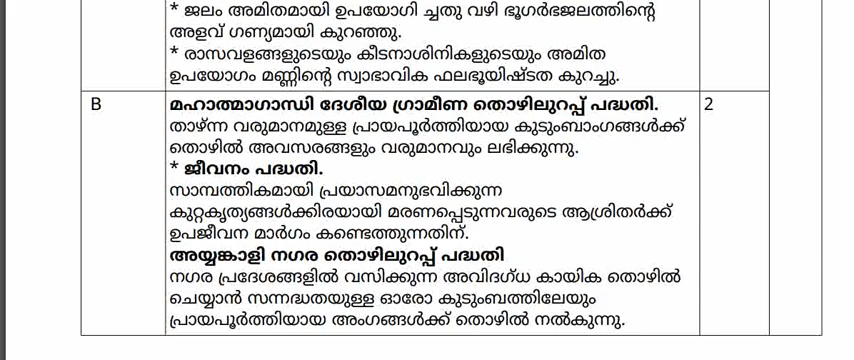 * ജലം അമിതമായി ഉപയോഗി ച്ചതു വഴി ഭൂഗർഭജലത്തിന്റെ
അളവ് ഗണ്യമായി കുറഞ്ഞു.
* രാസവളങ്ങളുടെയും കീടനാശിനികളുടെയും അമിത
ഉപയോഗം മണ്ണിന്റെ സ്വാഭാവിക ഫലഭൂയിഷ്ടത കുറച്ചു.
B മഹാത്മാഗാന്ധി ദേശീയ ഗ്രാമീണ തൊഴിലുറപ്പ് പദ്ധതി. 2
താഴ്ന്ന വരുമാനമുള്ള പ്രായപൂർത്തിയായ കുടുംബാംഗങ്ങൾക്ക്
തൊഴിൽ അവസരങ്ങളും വരുമാനവും ലഭിക്കുന്നു.
* ജീവനം പദ്ധതി.
സാമ്പത്തികമായി പ്രയാസമനുഭവിക്കുന്ന
കുറ്റകൃത്യങ്ങൾക്കിരയായി മരണപ്പെടുന്നവരുടെ ആശ്രിതർക്ക്
ഉപജീവന മാർഗം കണ്ടെത്തുന്നതിന്.
അയ്യങ്കാളി നഗര തൊഴിലുറപ്പ് പദ്ധതി
നഗര പ്രദേശങ്ങളിൽ വസിക്കുന്ന അവിദഗ്ധ കായിക തൊഴിൽ
ചെയ്യാൻ സന്നദ്ധതയുള്ള ഓരോ കുടുംബത്തിലേയും
പ്രായപൂർത്തിയായ അംഗങ്ങൾക്ക് തൊഴിൽ നൽകുന്നു.